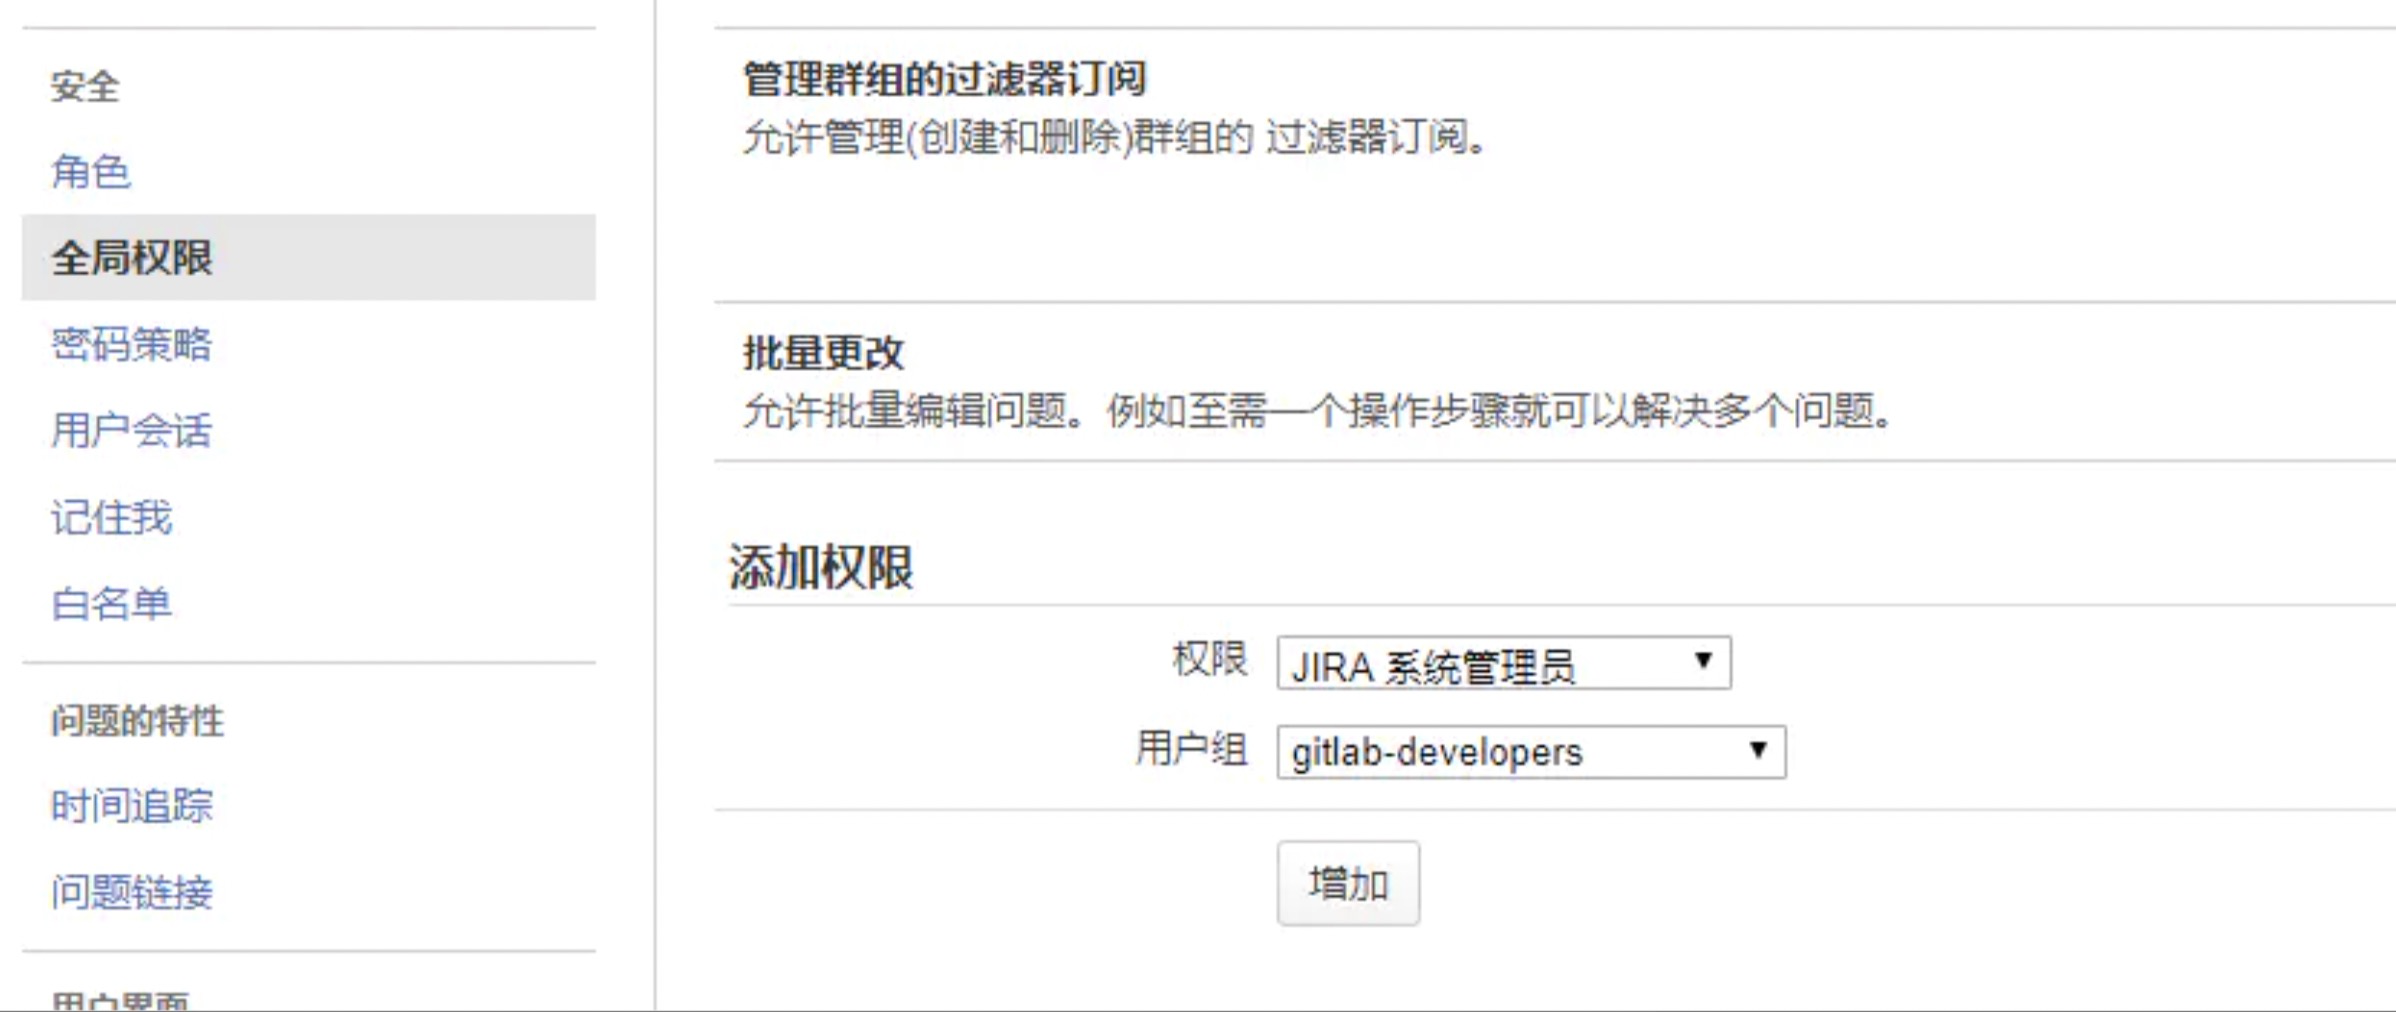 安全
角色
全局权限
密码策略
用户会话
记住我
白名单
问题的特性
时间追踪
问题链接
用户界面
管理群组的过滤器订阅
允许管理(创建和删除)群组的 过滤器订阅。
批量更改
允许批量编辑问题。例如至需一个操作步骤就可以解决多个问题。
添加权限
权限 JIRA 系统管理员
用户组 gitlab-developers
增加